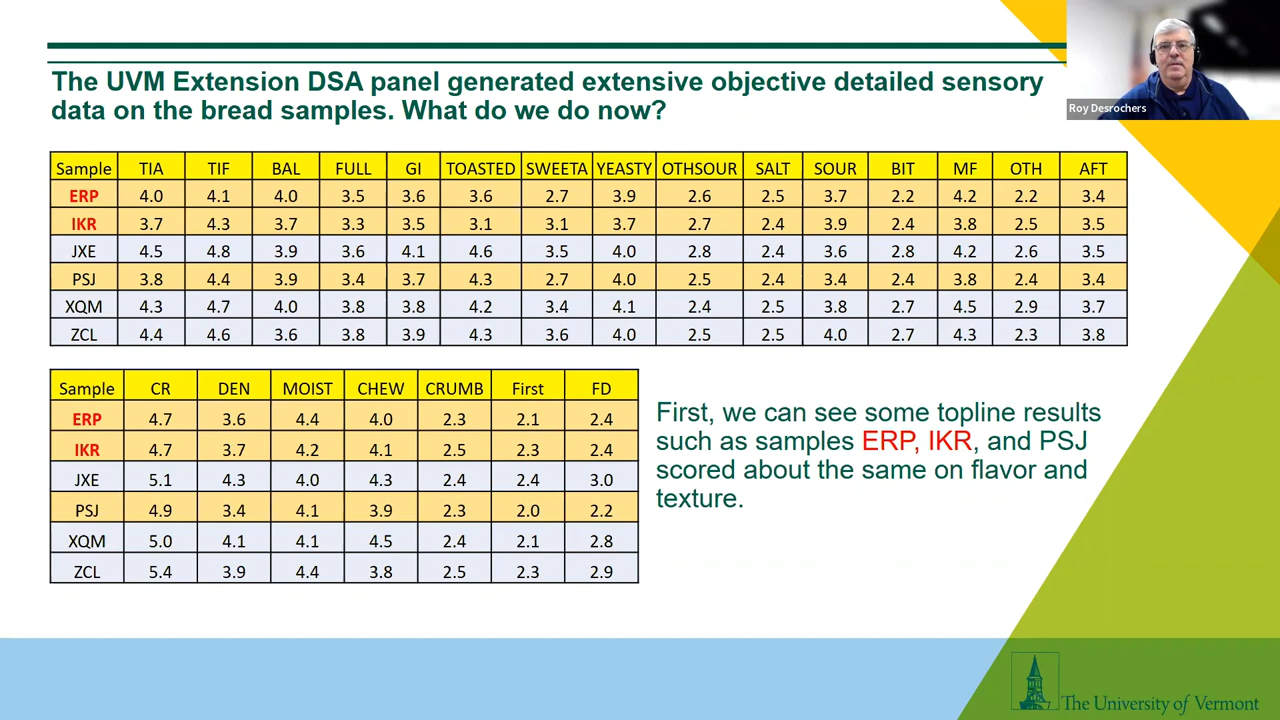 Roy Desrochers
The UVM Extension DSA panel generated extensive objective detailed sensory
data on the bread samples. What do we do now?
Sample TIA TIF BAL FULL GI TOASTED SWEETA YEASTY OTHSOUR SALT SOUR BIT MF OTH AFT
ERP 4.0 4.1 4.0 3.5 3.6 3.6 2.7 3.9 2.6 2.5 3.7 2.2 4.2 2.2 3.4
IKR 3.7 4.3 3.7 3.3 3.5 3.1 3.1 3.7 2.7 2.4 3.9 2.4 3.8 2.5 3.5
JXE 4.5 4.8 3.9 3.6 4.1 4.6 3.5 4.0 2.8 2.4 3.6 2.8 4.2 2.6 3.5
PSJ 3.8 4.4 3.9 3.4 3.7 4.3 2.7 4.0 2.5 2.4 3.4 2.4 3.8 2.4 3.4
XQM 4.3 4.7 4.0 3.8 3.8 4.2 3.4 4.1 2.4 2.5 3.8 2.7 4.5 2.9 3.7
ZCL 4.4 4.6 3.6 3.8 3.9 4.3 3.6 4.0 2.5 2.5 4.0 2.7 4.3 2.3 3.8
Sample CR DEN MOIST CHEW CRUMB First FD
ERP 4.7 3.6 4.4 4.0 2.3 2.1 2.4
IKR 4.7 3.7 4.2 4.1 2.5 2.3 2.4
JXE 5.1 4.3 4.0 4.3 2.4 2.4 3.0
PSJ 4.9 3.4 4.1 3.9 2.3 2.0 2.2
XQM 5.0 4.1 4.1 4.5 2.4 2.1 2.8
ZCL 5.4 3.9 4.4 3.8 2.5 2.3 2.9
First, we can see some topline results
such as samples ERP, IKR, and PSJ
scored about the same on flavor and
texture.
The University of Vermont